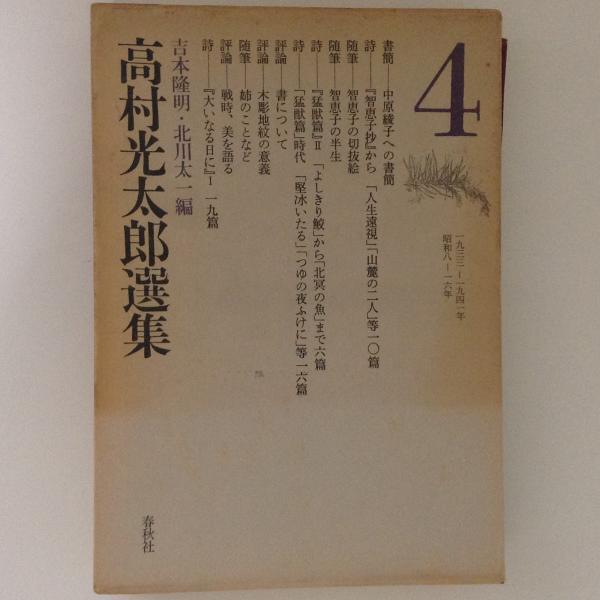 4
一九三三—一九四一年
昭和八—一六年
書簡——中原綾子への書簡
詩——『智恵子抄』から 「人生遠視」「山麓の二人」等一〇篇
随筆——智恵子の切抜絵
随筆——智恵子の半生
詩——『猛獣篇』II 「よしきり鮫」から「北冥の魚」まで六篇
詩——「猛獣篇」時代 「堅冰いたる」「つゆの夜ふけに」等一六篇
評論——書について
評論——木彫地紋の意義
随筆——姉のことなど
評論——戦時、美を語る
詩——『大いなる日に』I 一九篇
吉本隆明・北川太一編
高村光太郎選集
春秋社